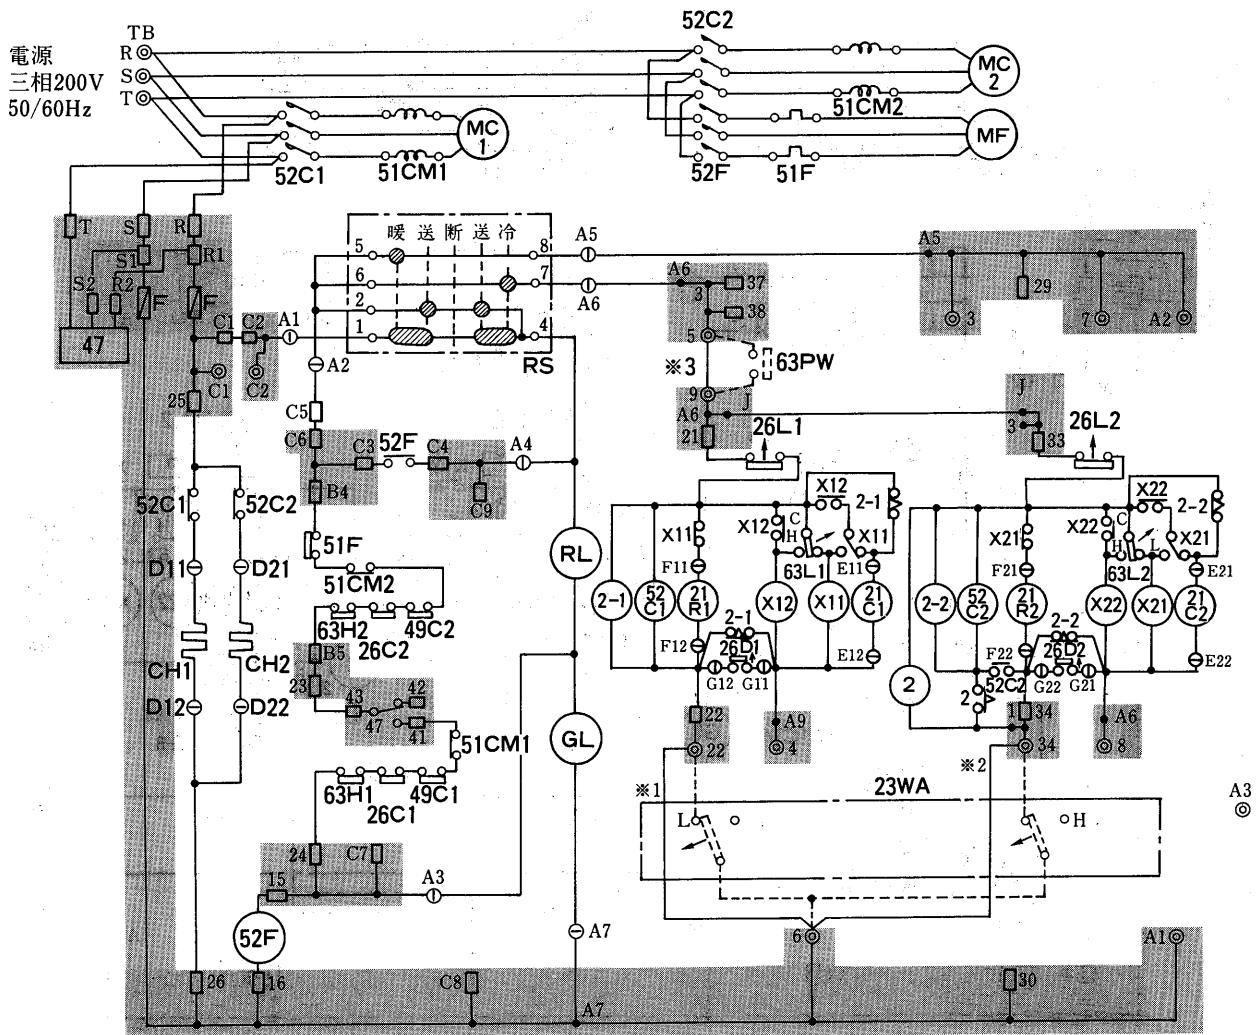 電源
三相200V
50/60Hz
TB
R
S
T
52C2
MC
2
51CM2
MC
1
52C1
51CM1
MF
52F
51F
T
S
R
S1
R1
S2
R2
F
F
47
C1
C2
A1
C1
C2
25
暖 送 断 送 冷
5
8
6
7
2
1
4
RS
A5
A6
A2
A5
29
3
7
A2
A6
3
37
38
5
※3
63PW
9
J
A6
21
26L1
J
3
33
26L2
C5
C6
C3
52F
C4
A4
B4
C9
52C1
52C2
51F
51CM2
D11
D21
63H2
26C2
49C2
RL
B5
CH1
CH2
23
43
42
47
41
D12
D22
51CM1
GL
63H1
26C1
49C1
X12
2-1
X11
X12
C
H
X11
63L1
F11
E11
2-1
52
C1
21
R1
X12
X11
21
C1
2-1
F12
26D1
E12
G12
G11
22
A9
22
4
X22
2-2
X21
X22
C
H
L
X21
63L2
F21
E21
2-2
52
C2
21
R2
X22
X21
21
C2
2-2
F22
26D2
E22
2
52C2
G22
G21
2
1
34
A6
34
8
※1
※2
23WA
L
H
A3
24
C7
15
A3
52F
A7
6
A1
26
16
C8
30
A7